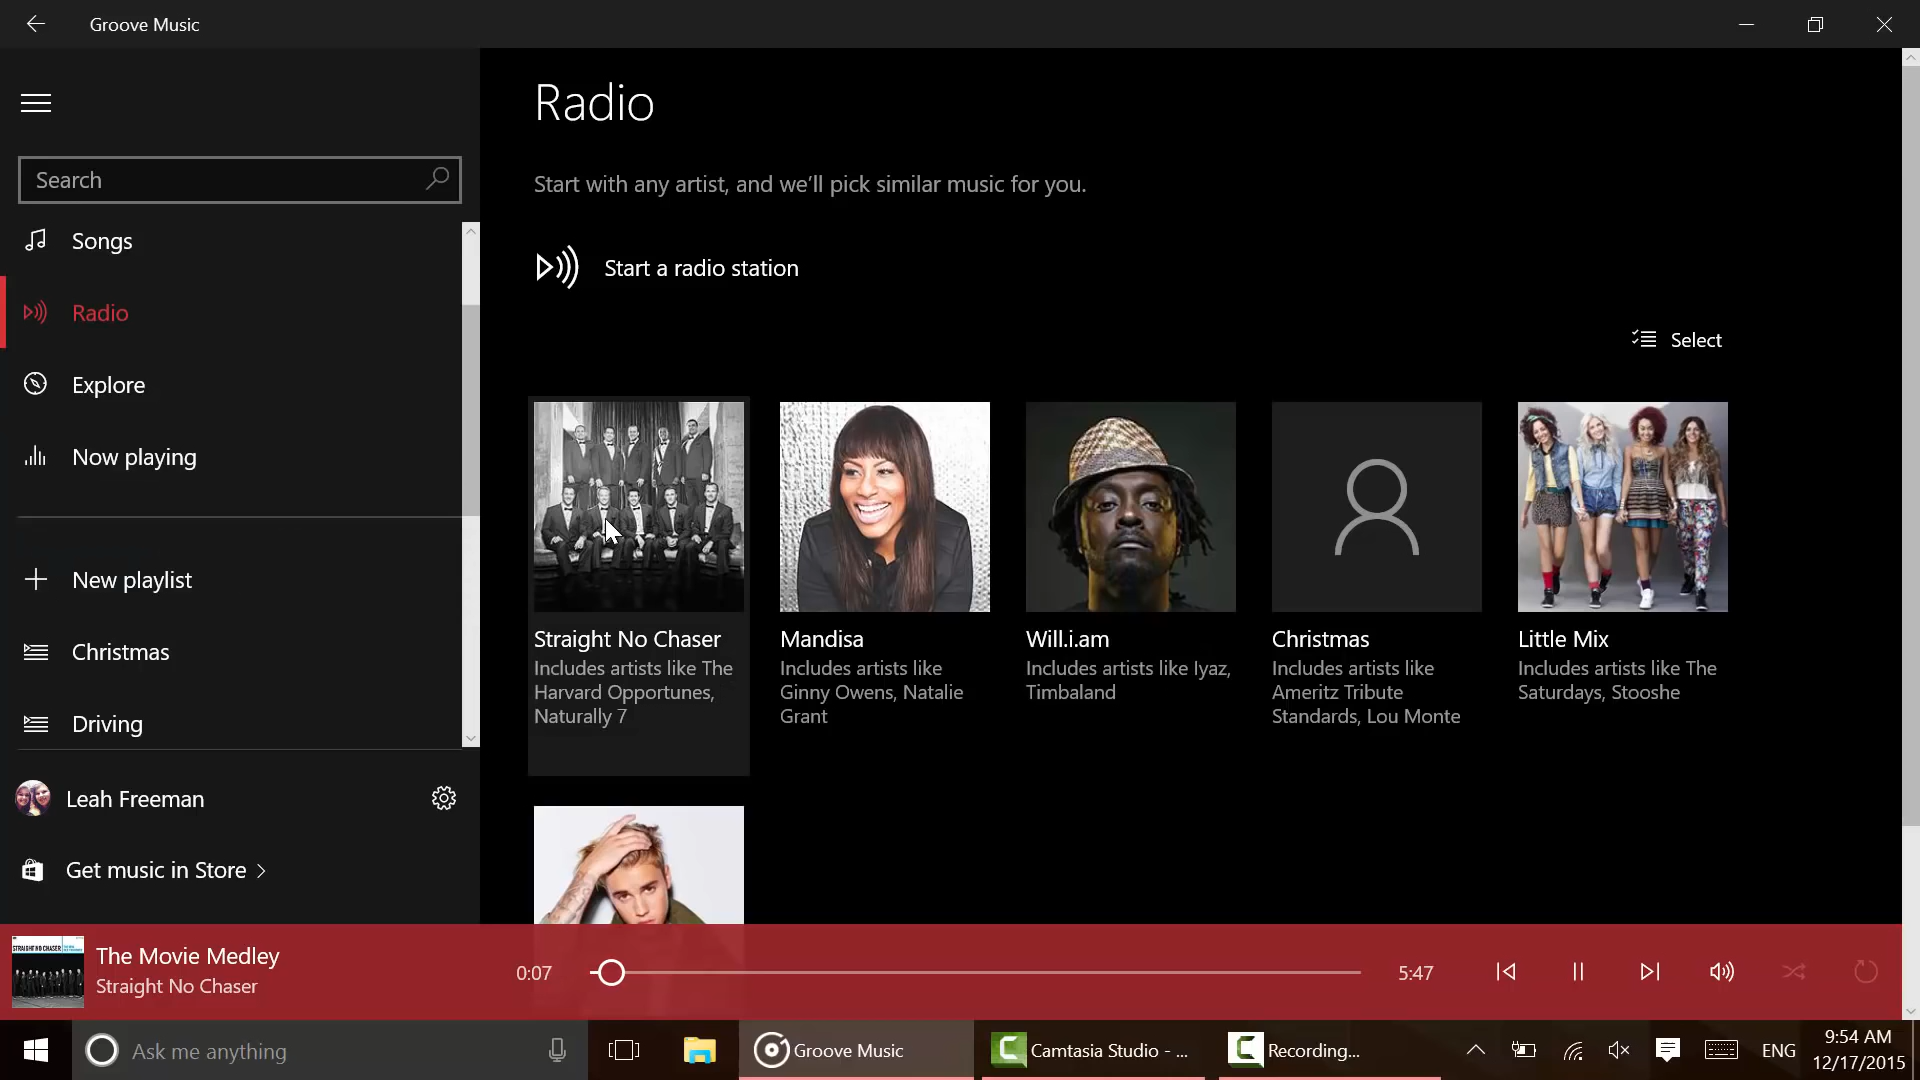 Groove Music
Search
Songs
Radio
Explore
Now playing
New playlist
Christmas
Driving
Leah Freeman
Get music in Store
Radio
Start with any artist, and we'll pick similar music for you.
Start a radio station
Select
Straight No Chaser
Includes artists like The
Harvard Opportunes,
Naturally 7
Mandisa
Includes artists like
Ginny Owens, Natalie
Grant
Will.i.am
Includes artists like Iyaz,
Timbaland
Christmas
Includes artists like
Ameritz Tribute
Standards, Lou Monte
Little Mix
Includes artists like The
Saturdays, Stooshe
STRAIGHT NO CHASER
The Movie Medley
Straight No Chaser
0:07
5:47
Ask me anything
Groove Music
Camtasia Studio - ...
Recording...
ENG
9:54 AM
12/17/2015